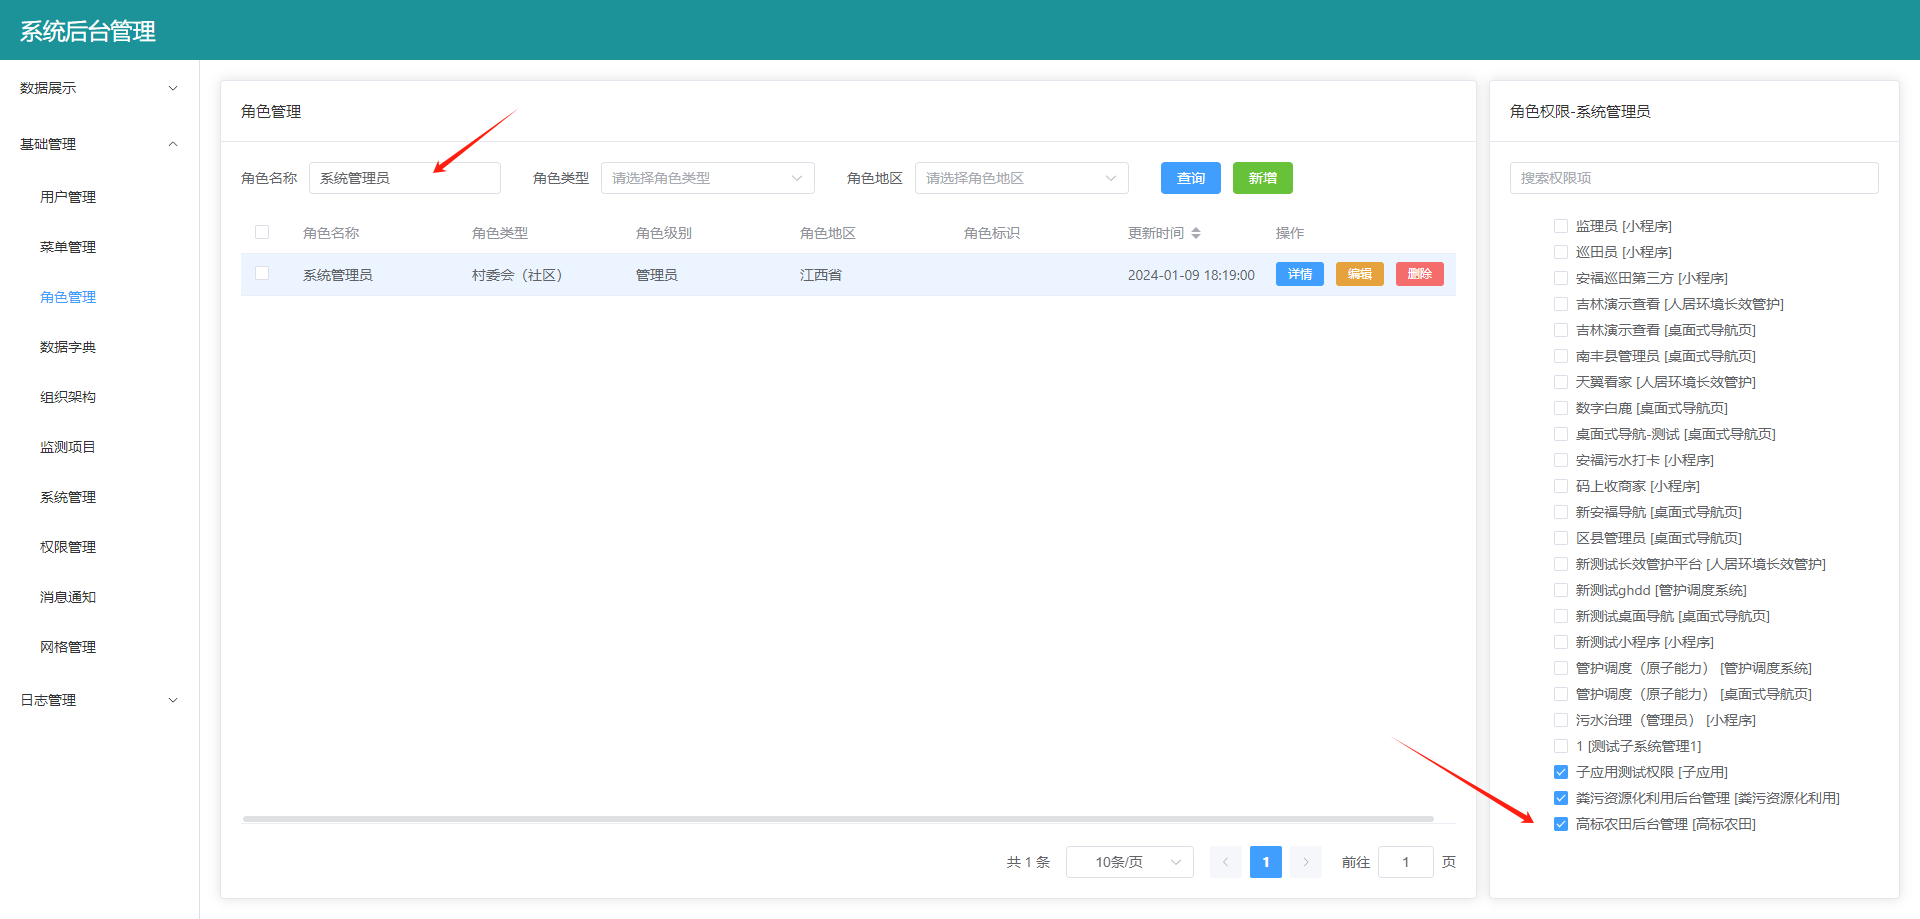 系统后台管理
数据展示
基础管理
用户管理
菜单管理
角色管理
数据字典
组织架构
监测项目
系统管理
权限管理
消息通知
网格管理
日志管理
角色管理
角色名称 系统管理员 角色类型 请选择角色类型 角色地区 请选择角色地区 查询 新增
角色名称 角色类型 角色级别 角色地区 角色标识 更新时间 操作
系统管理员 村委会（社区） 管理员 江西省 2024-01-09 18:19:00 详情 编辑 删除
共 1 条 10条/页 1 前往 1 页
角色权限-系统管理员
搜索权限项
监理员 [小程序]
巡田员 [小程序]
安福巡田第三方 [小程序]
吉林演示查看 [人居环境长效管护]
吉林演示查看 [桌面式导航页]
南丰县管理员 [桌面式导航页]
天翼看家 [人居环境长效管护]
数字白鹿 [桌面式导航页]
桌面式导航-测试 [桌面式导航页]
安福污水打卡 [小程序]
码上收商家 [小程序]
新安福导航 [桌面式导航页]
区县管理员 [桌面式导航页]
新测试长效管护平台 [人居环境长效管护]
新测试ghdd [管护调度系统]
新测试桌面导航 [桌面式导航页]
新测试小程序 [小程序]
管护调度（原子能力） [管护调度系统]
管护调度（原子能力） [桌面式导航页]
污水治理（管理员） [小程序]
1 [测试子系统管理1]
子应用测试权限 [子应用]
粪污资源化利用后台管理 [粪污资源化利用]
高标农田后台管理 [高标农田]